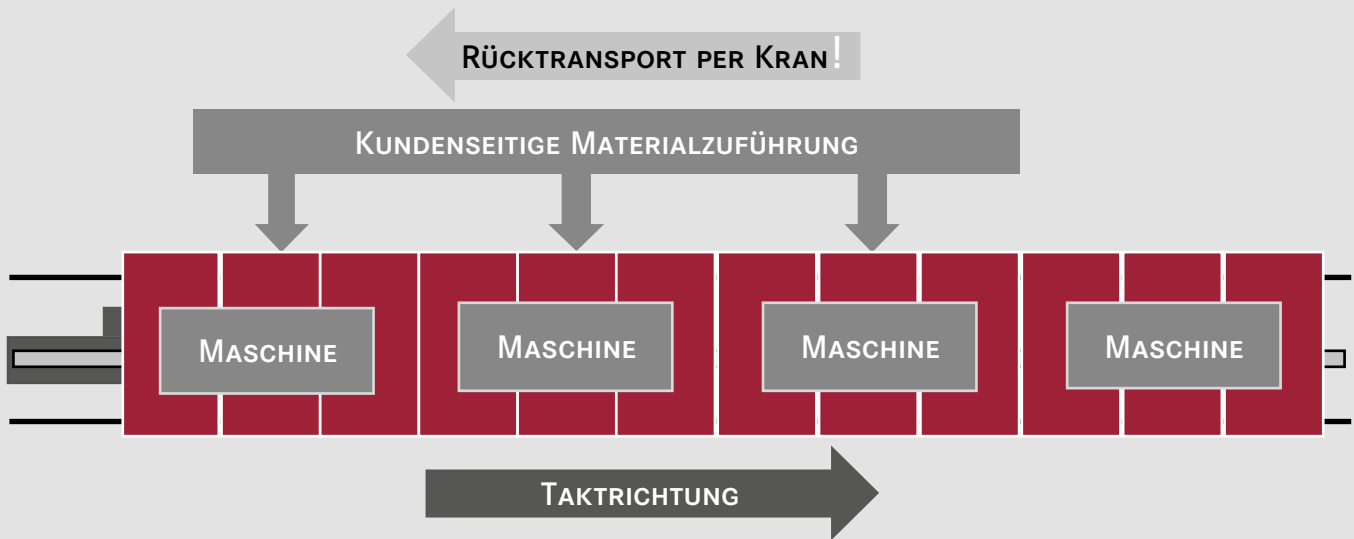 Rücktransport per Kran!
Kundenseitige Materialzuführung
Maschine
Maschine
Maschine
Maschine
Taktrichtung